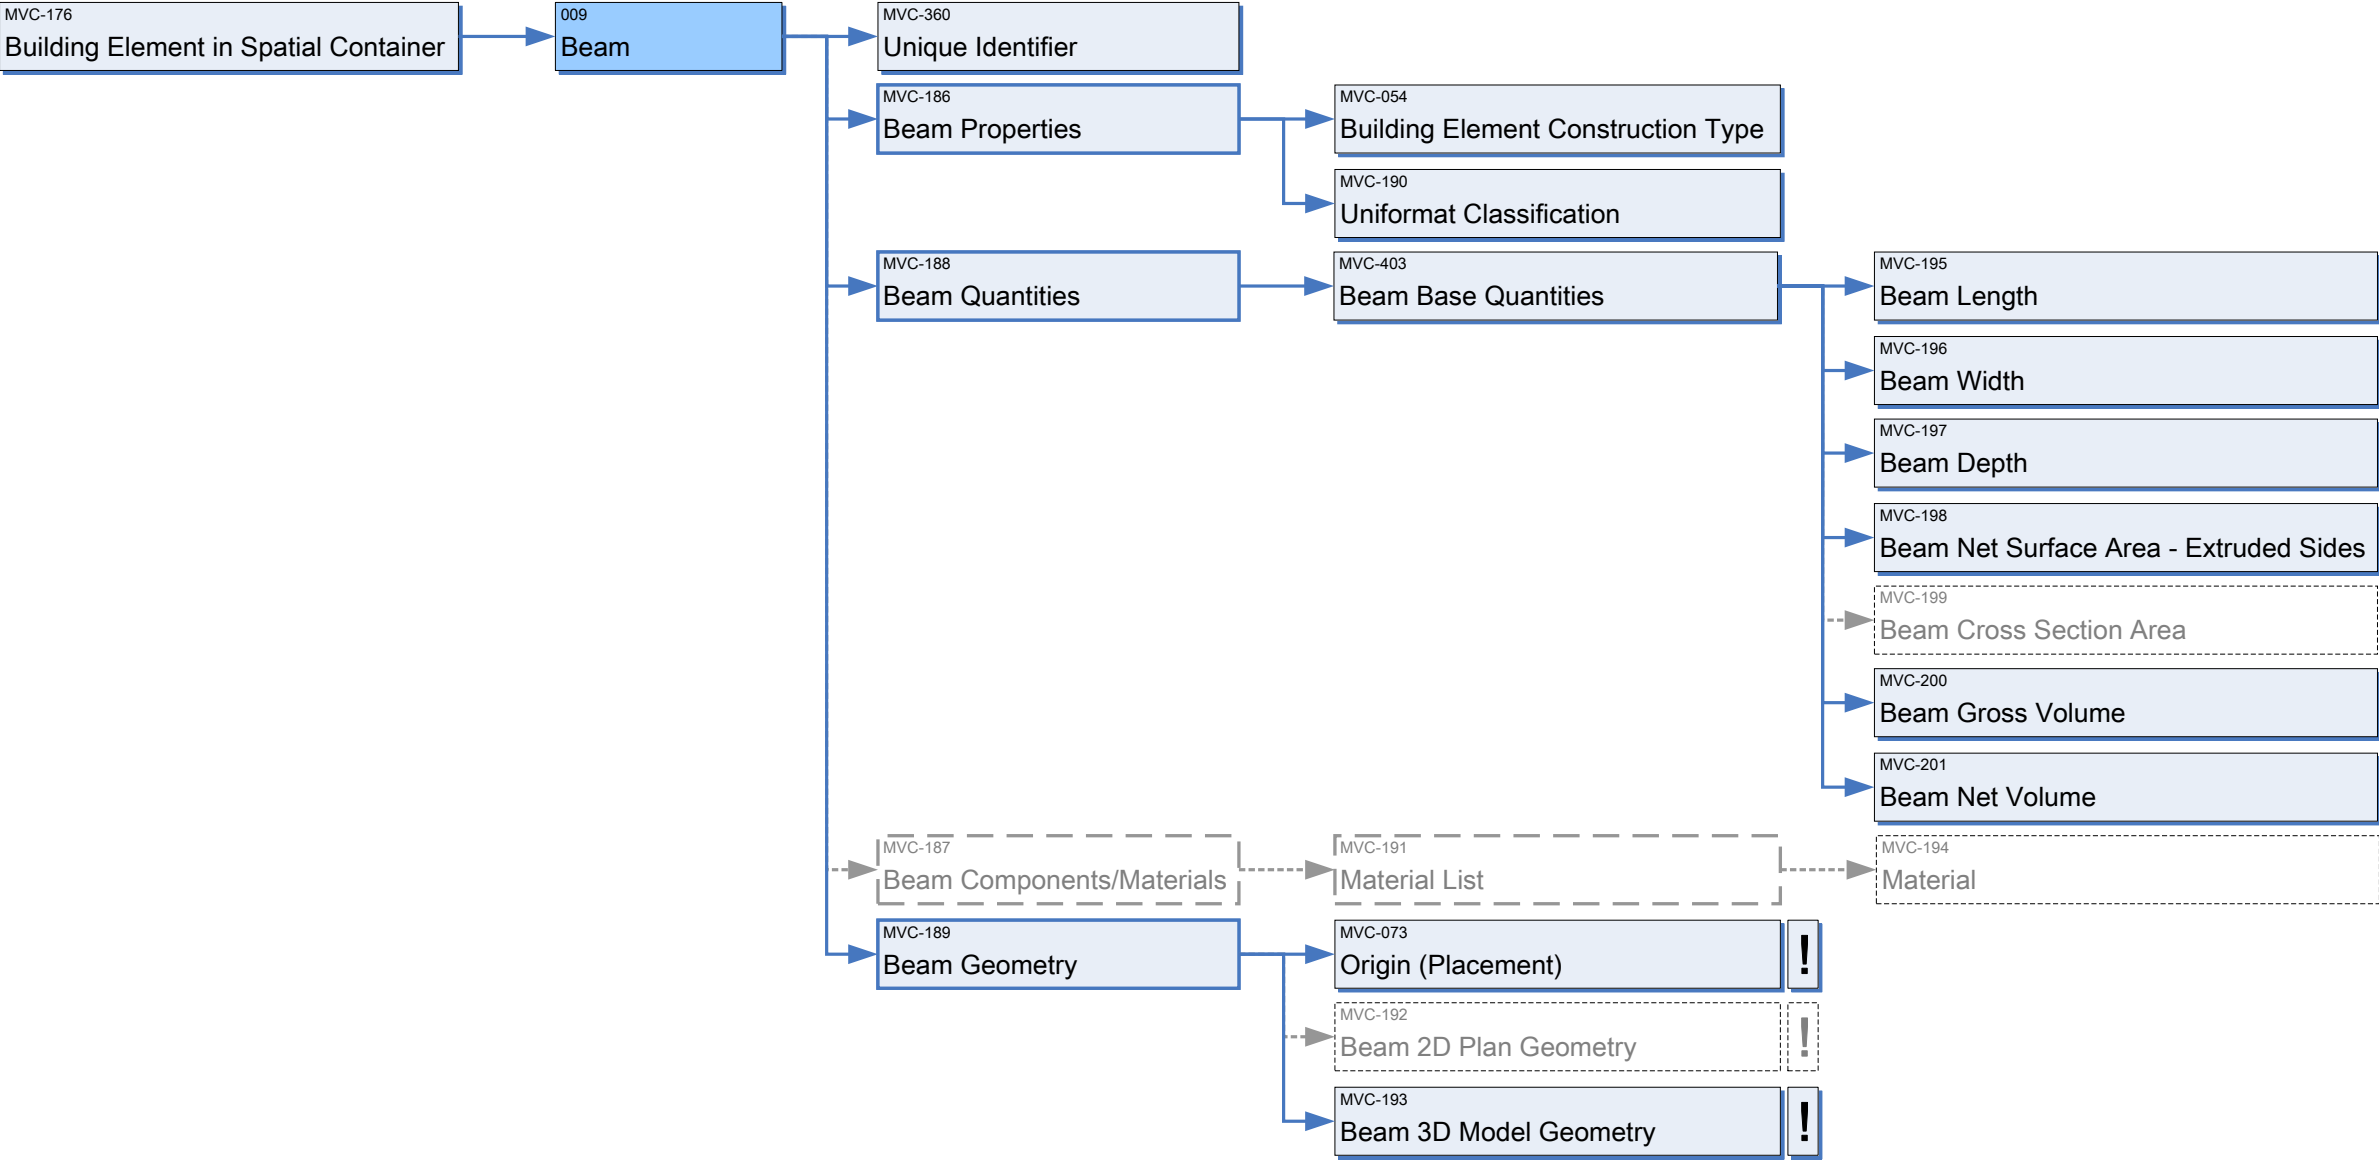 MVC-176
Building Element in Spatial Container
009
Beam
MVC-360
Unique Identifier
MVC-186
Beam Properties
MVC-054
Building Element Construction Type
MVC-190
Uniformat Classification
MVC-188
Beam Quantities
MVC-403
Beam Base Quantities
MVC-195
Beam Length
MVC-196
Beam Width
MVC-197
Beam Depth
MVC-198
Beam Net Surface Area - Extruded Sides
MVC-199
Beam Cross Section Area
MVC-200
Beam Gross Volume
MVC-201
Beam Net Volume
MVC-187
Beam Components/Materials
MVC-191
Material List
MVC-194
Material
MVC-189
Beam Geometry
MVC-073
Origin (Placement)
!
MVC-192
Beam 2D Plan Geometry
!
MVC-193
Beam 3D Model Geometry
!